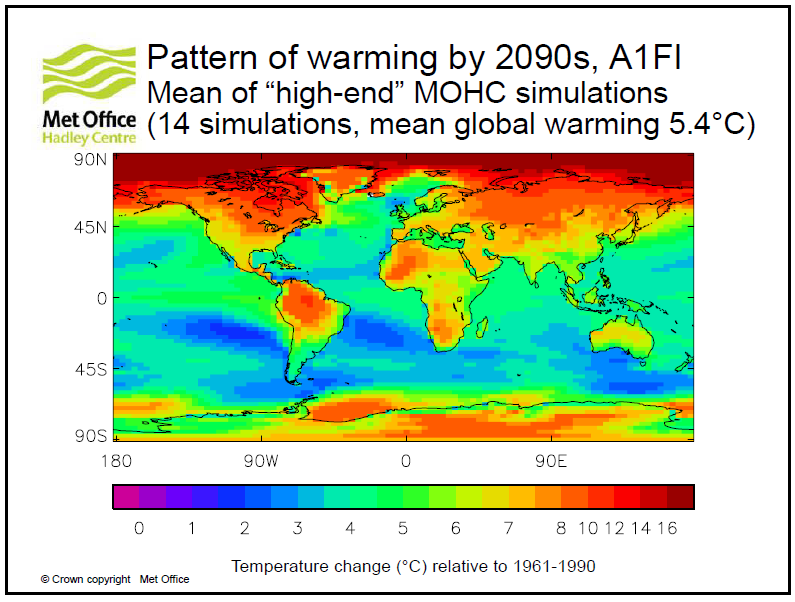 Pattern of warming by 2090s, A1FI
Mean of “high-end” MOHC simulations
(14 simulations, mean global warming 5.4°C)
Met Office
Hadley Centre
90N
45N
0
45S
90S
180 90W 0 90E
0 1 2 3 4 5 6 7 8 10 12 14 16
Temperature change (°C) relative to 1961-1990
© Crown copyright Met Office